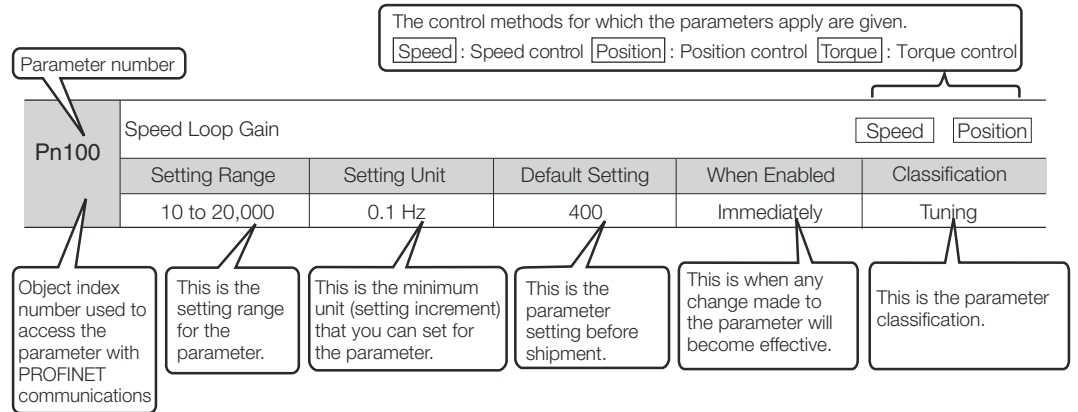 The control methods for which the parameters apply are given.
Speed : Speed control Position : Position control Torque : Torque control
Parameter number
Pn100
Speed Loop Gain
Speed Position
Setting Range Setting Unit Default Setting When Enabled Classification
10 to 20,000 0.1 Hz 400 Immediately Tuning
Object index
number used to
access the
parameter with
PROFINET
communications
This is the
setting range
for the
parameter.
This is the minimum
unit (setting increment)
that you can set for
the parameter.
This is the
parameter
setting before
shipment.
This is when any
change made to
the parameter will
become effective.
This is the parameter
classification.